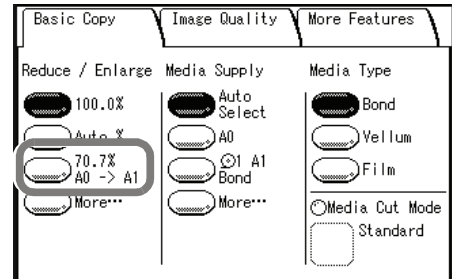 Basic Copy
Image Quality
More Features
Reduce / Enlarge
100.0%
Auto %
70.7%
A0 -> A1
More…
Media Supply
Auto
Select
A0
1 A1
Bond
More…
Media Type
Bond
Vellum
Film
Media Cut Mode
Standard